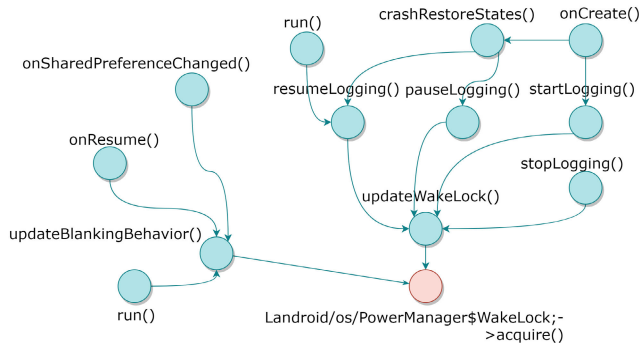 crashRestoreStates()
onCreate()
run()
onSharedPreferenceChanged()
resumeLogging()
pauseLogging()
startLogging()
onResume()
stopLogging()
updateWakeLock()
updateBlankingBehavior()
run()
Landroid/os/PowerManager$WakeLock;-
>acquire()